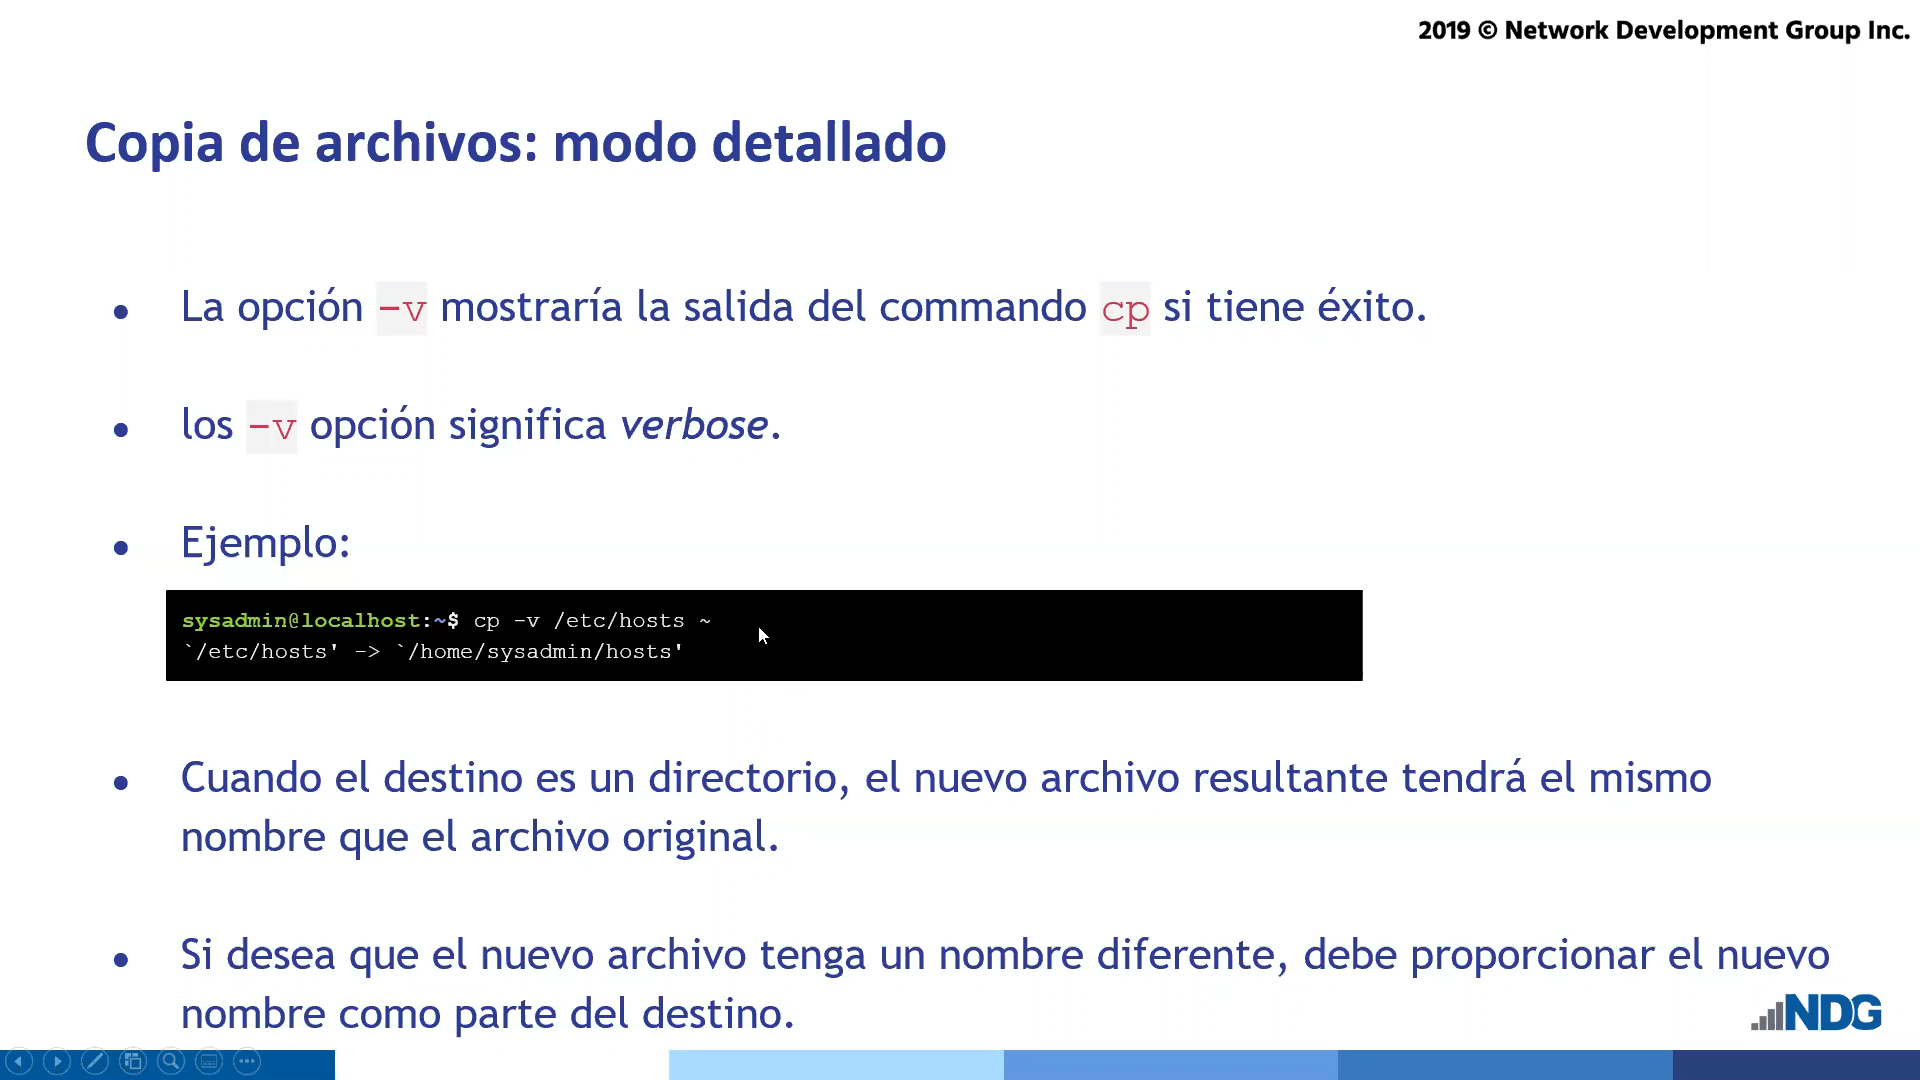 2019 © Network Development Group Inc.
Copia de archivos: modo detallado
● La opción -v mostraría la salida del commando cp si tiene éxito.
● los -v opción significa verbose.
● Ejemplo:
sysadmin@localhost:~$ cp -v /etc/hosts ~
`/etc/hosts' -> `/home/sysadmin/hosts'
● Cuando el destino es un directorio, el nuevo archivo resultante tendrá el mismo
nombre que el archivo original.
● Si desea que el nuevo archivo tenga un nombre diferente, debe proporcionar el nuevo
nombre como parte del destino.
NDG